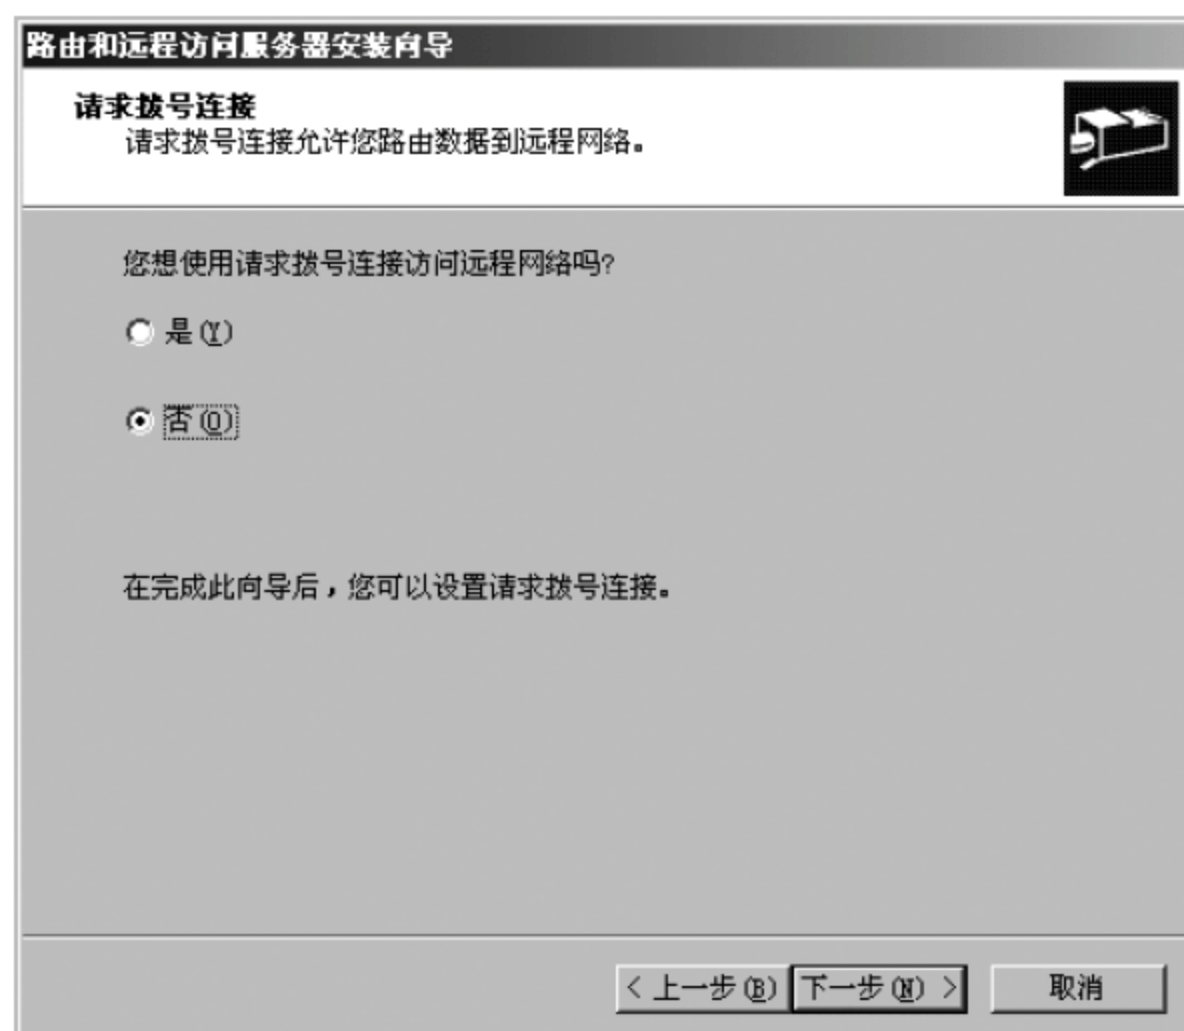 路由和远程访问服务器安装向导
请求拨号连接
请求拨号连接允许您路由数据到远程网络。
您想使用请求拨号连接访问远程网络吗?
是(Y)
否(O)
在完成此向导后，您可以设置请求拨号连接。
< 上一步(B) 下一步(N) > 取消